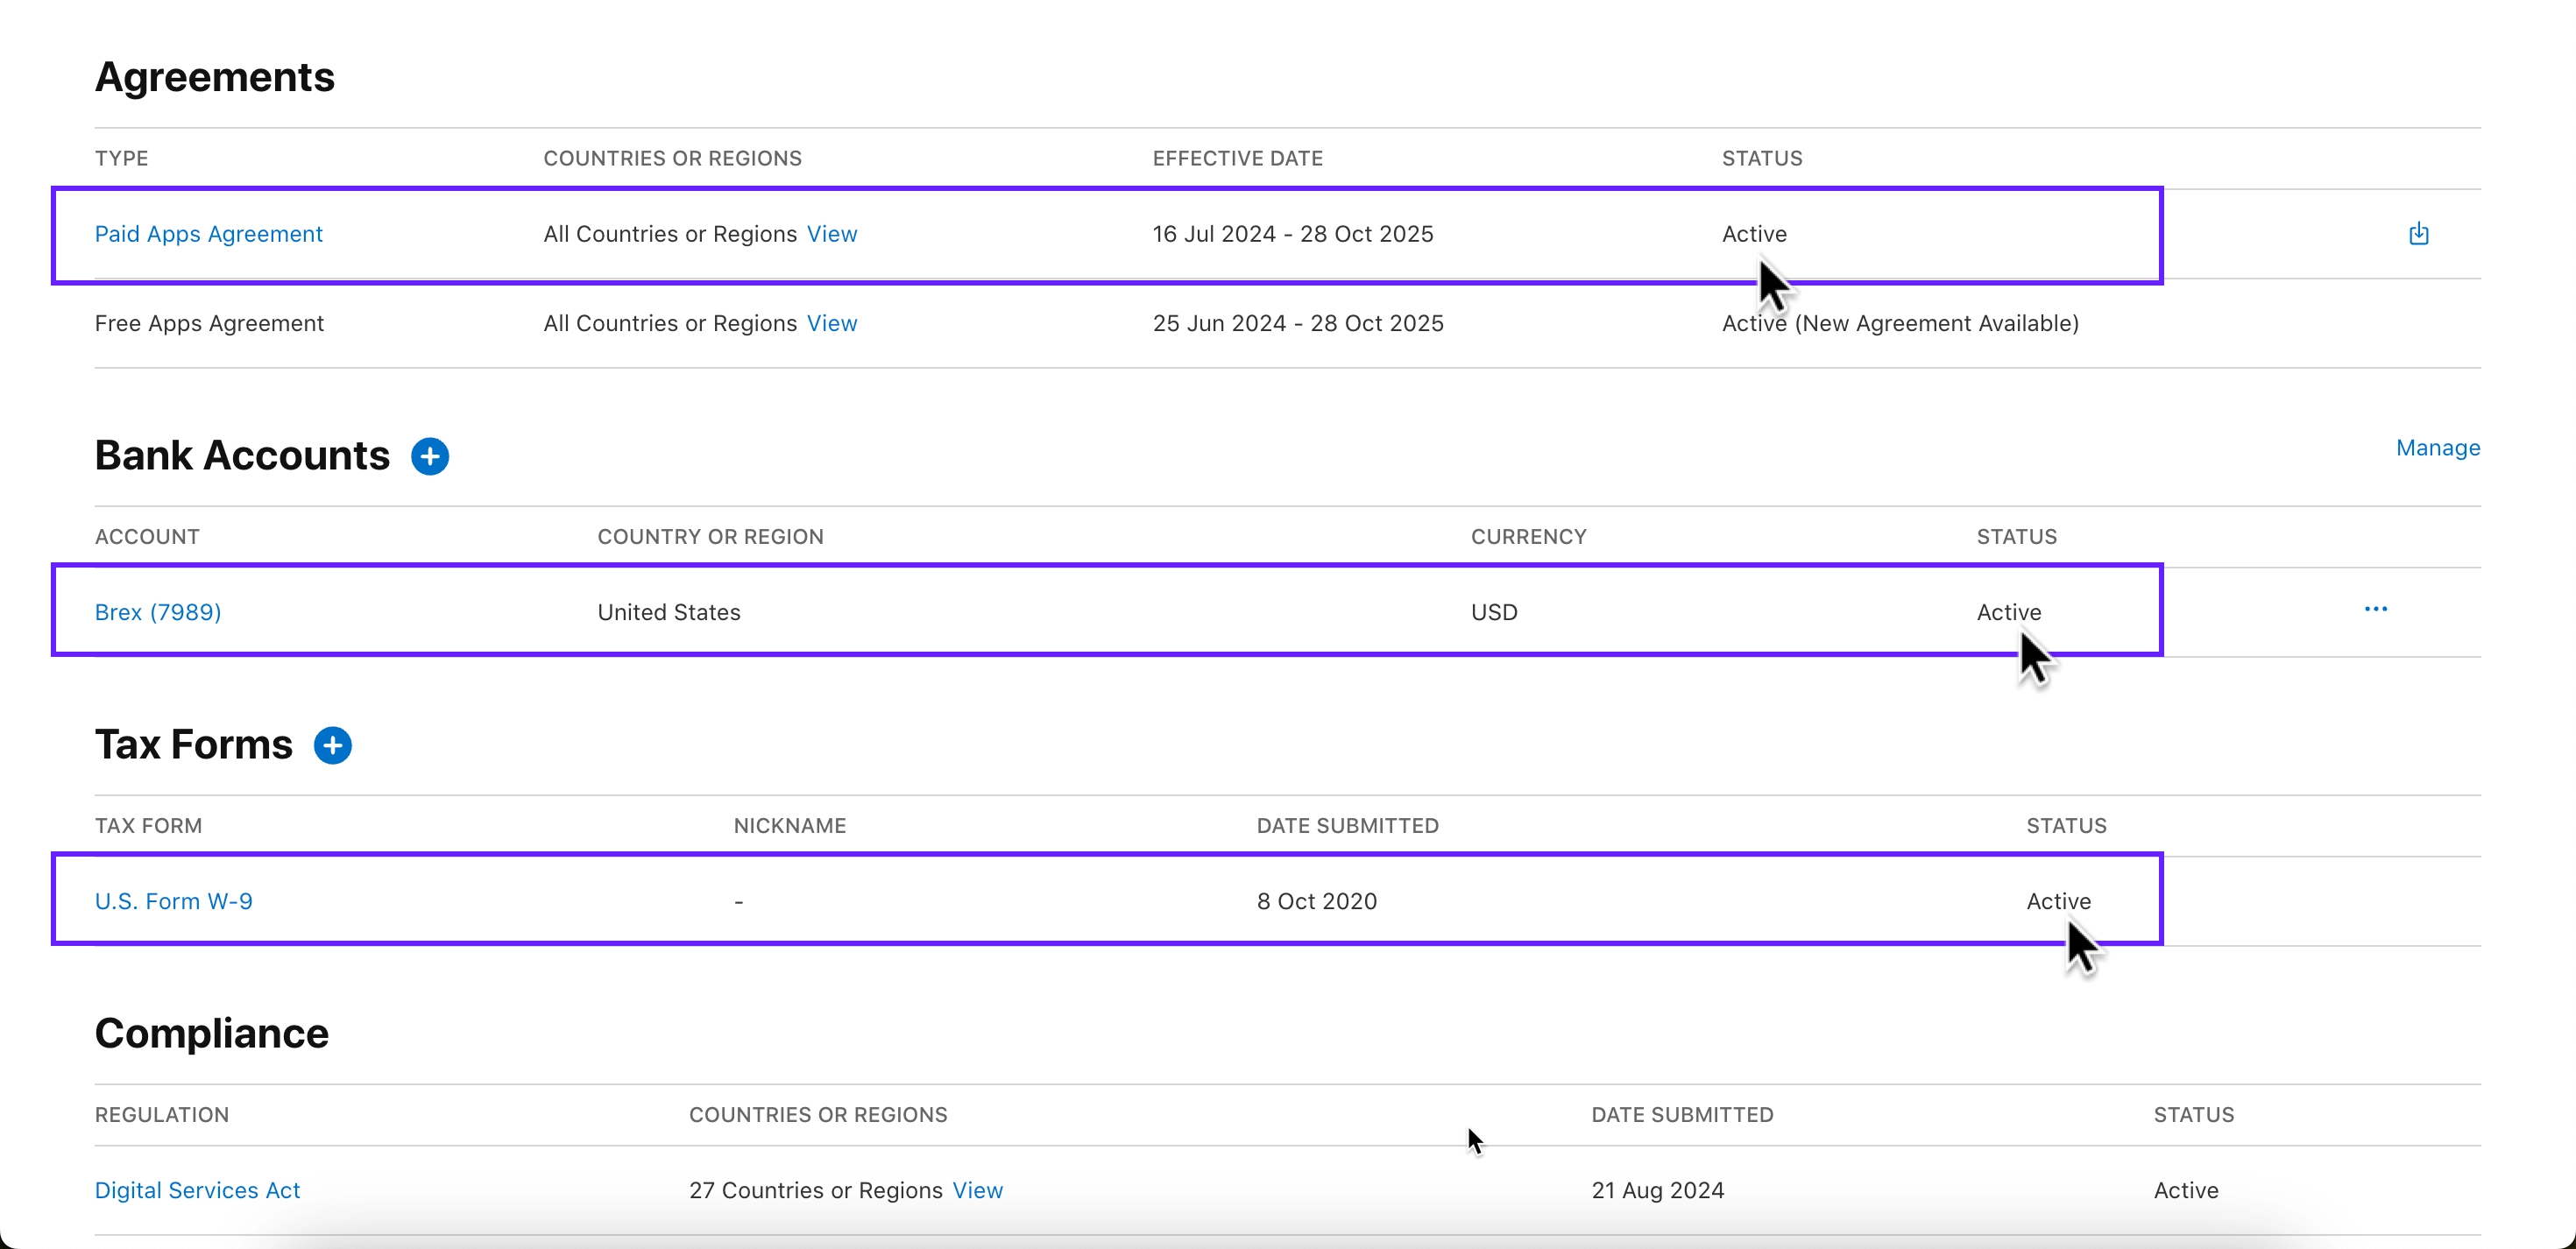 Agreements
TYPE COUNTRIES OR REGIONS EFFECTIVE DATE STATUS
Paid Apps Agreement All Countries or Regions View 16 Jul 2024 - 28 Oct 2025 Active
Free Apps Agreement All Countries or Regions View 25 Jun 2024 - 28 Oct 2025 Active (New Agreement Available)
Bank Accounts Manage
ACCOUNT COUNTRY OR REGION CURRENCY STATUS
Brex (7989) United States USD Active
Tax Forms
TAX FORM NICKNAME DATE SUBMITTED STATUS
U.S. Form W-9 - 8 Oct 2020 Active
Compliance
REGULATION COUNTRIES OR REGIONS DATE SUBMITTED STATUS
Digital Services Act 27 Countries or Regions View 21 Aug 2024 Active